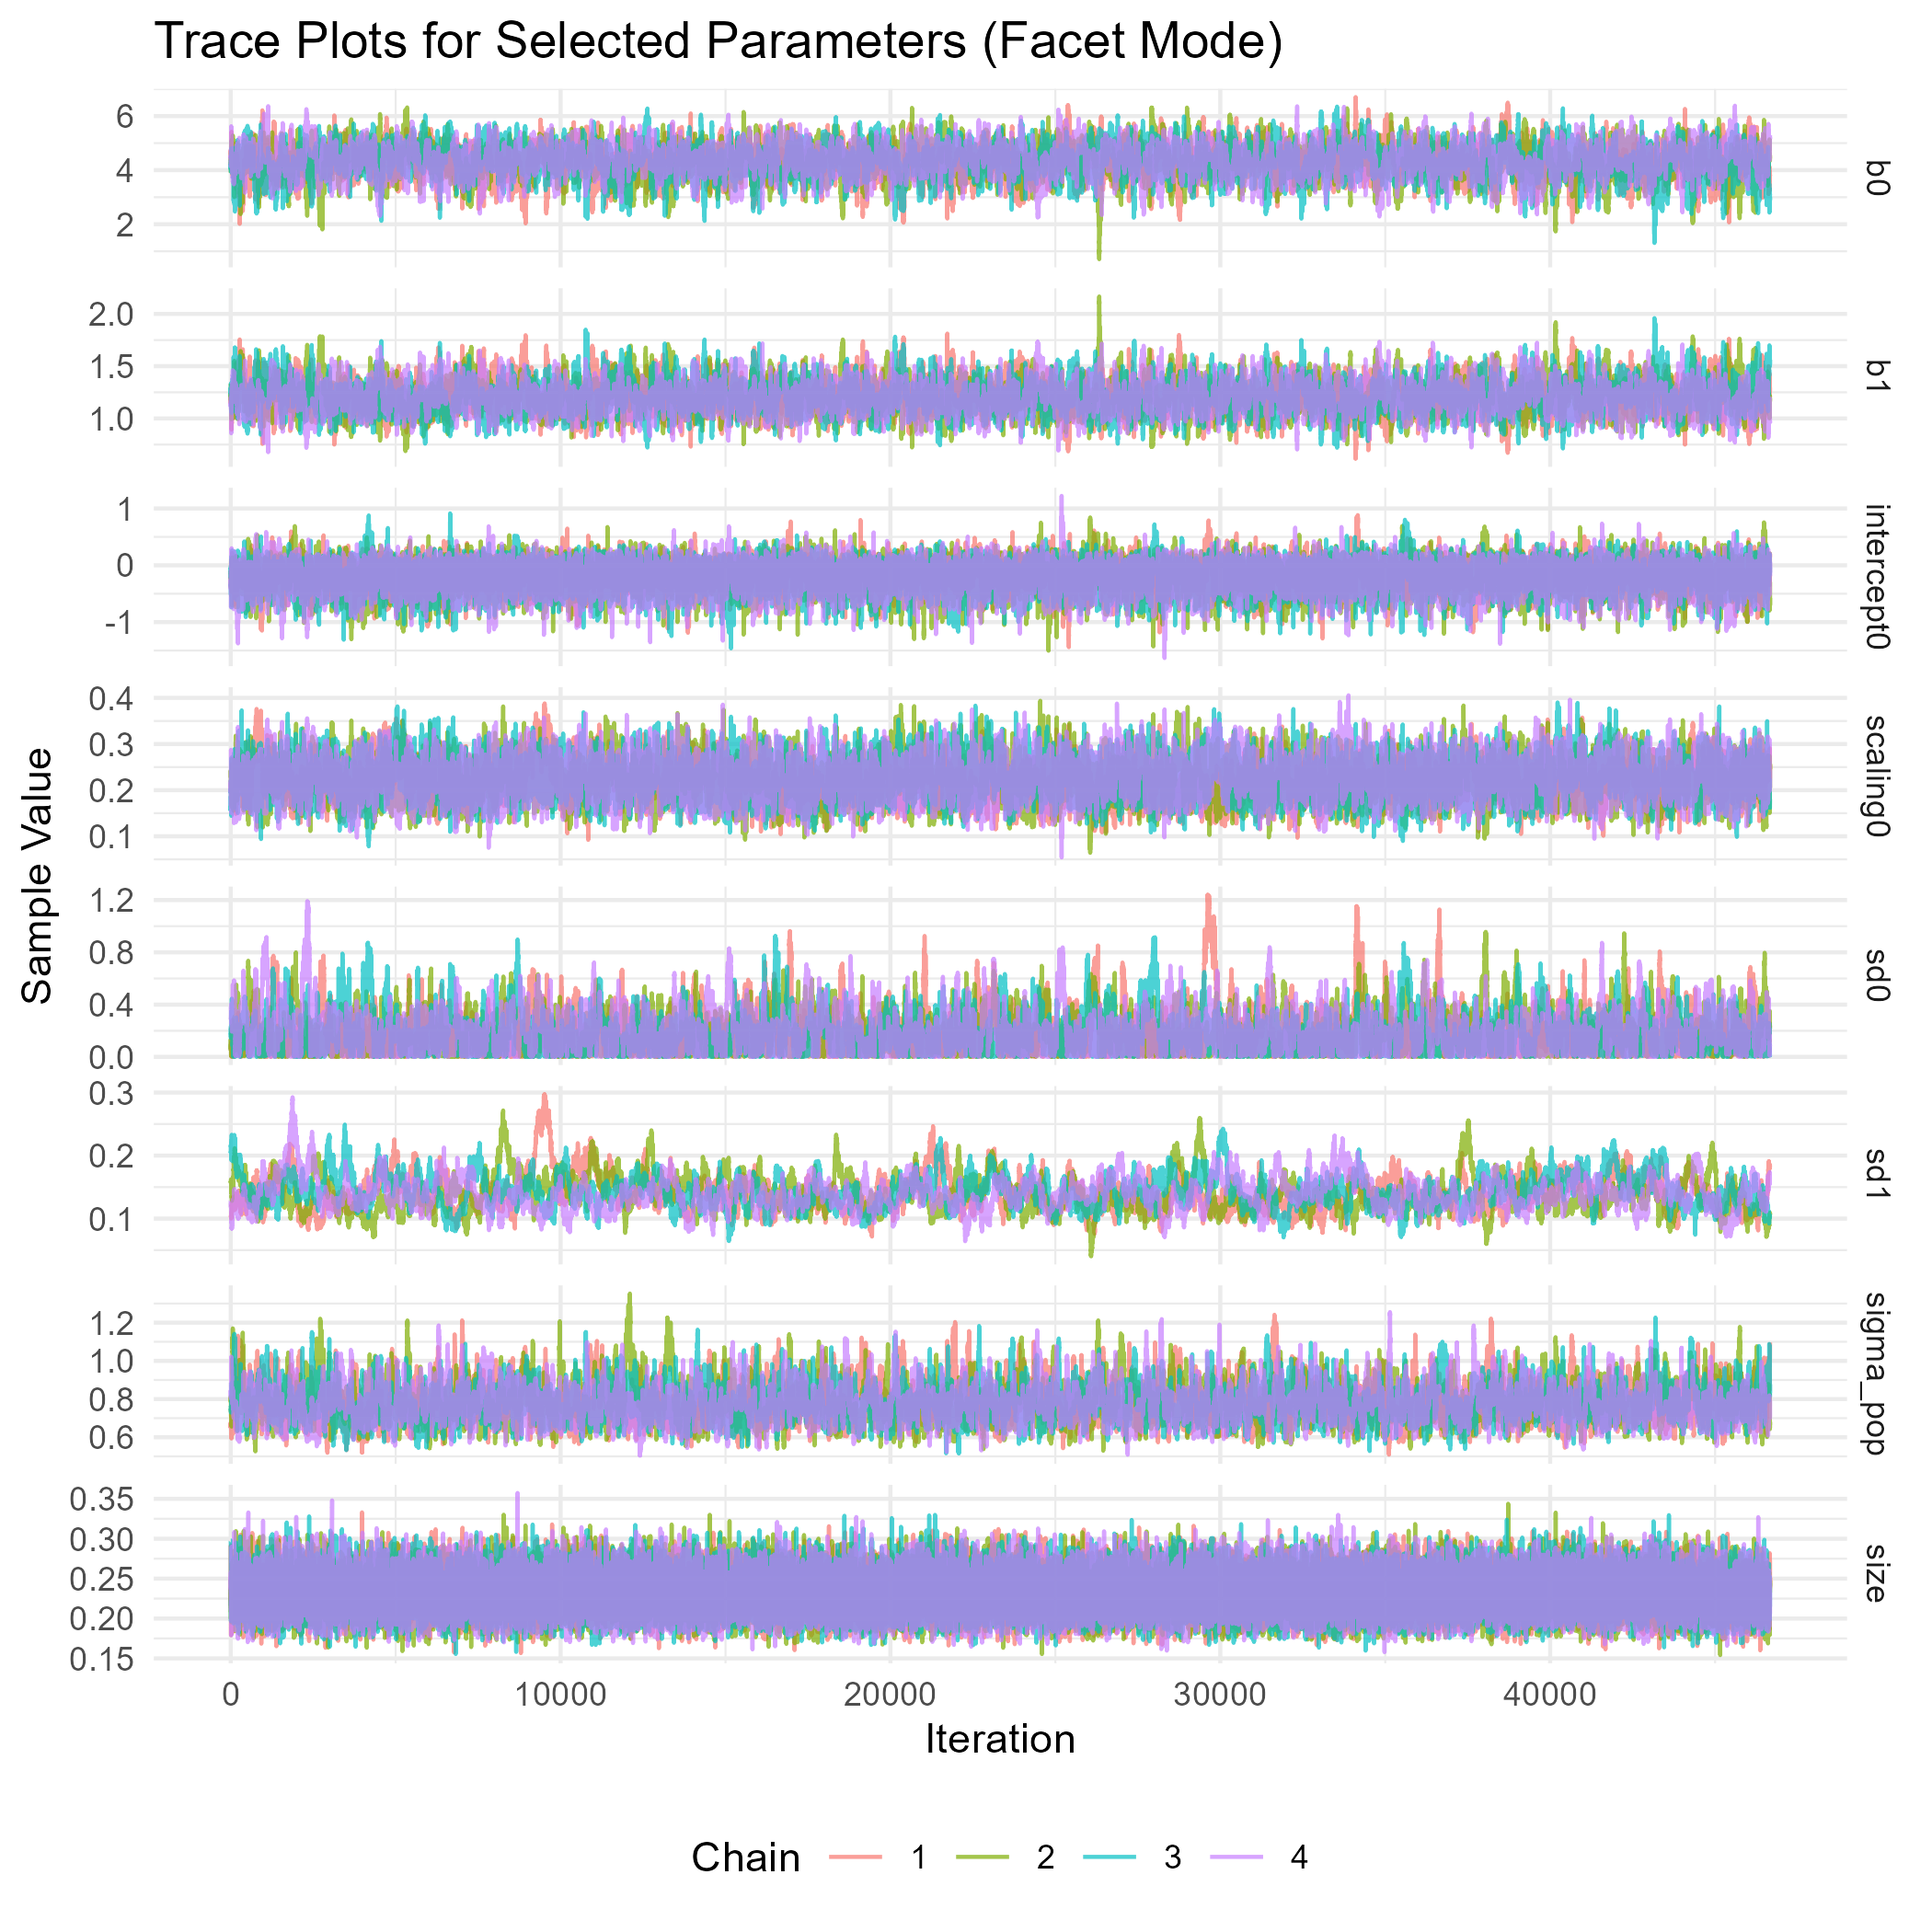 Trace Plots for Selected Parameters (Facet Mode)
6
4
2
b0
2.0
1.5
1.0
b1
1
0
-1
intercept0
0.4
0.3
0.2
0.1
scaling0
Sample Value
1.2
0.8
0.4
0.0
sd0
0.3
0.2
0.1
sd1
1.2
1.0
0.8
0.6
sigma_pop
0.35
0.30
0.25
0.20
0.15
size
0 10000 20000 30000 40000
Iteration
Chain 1 2 3 4